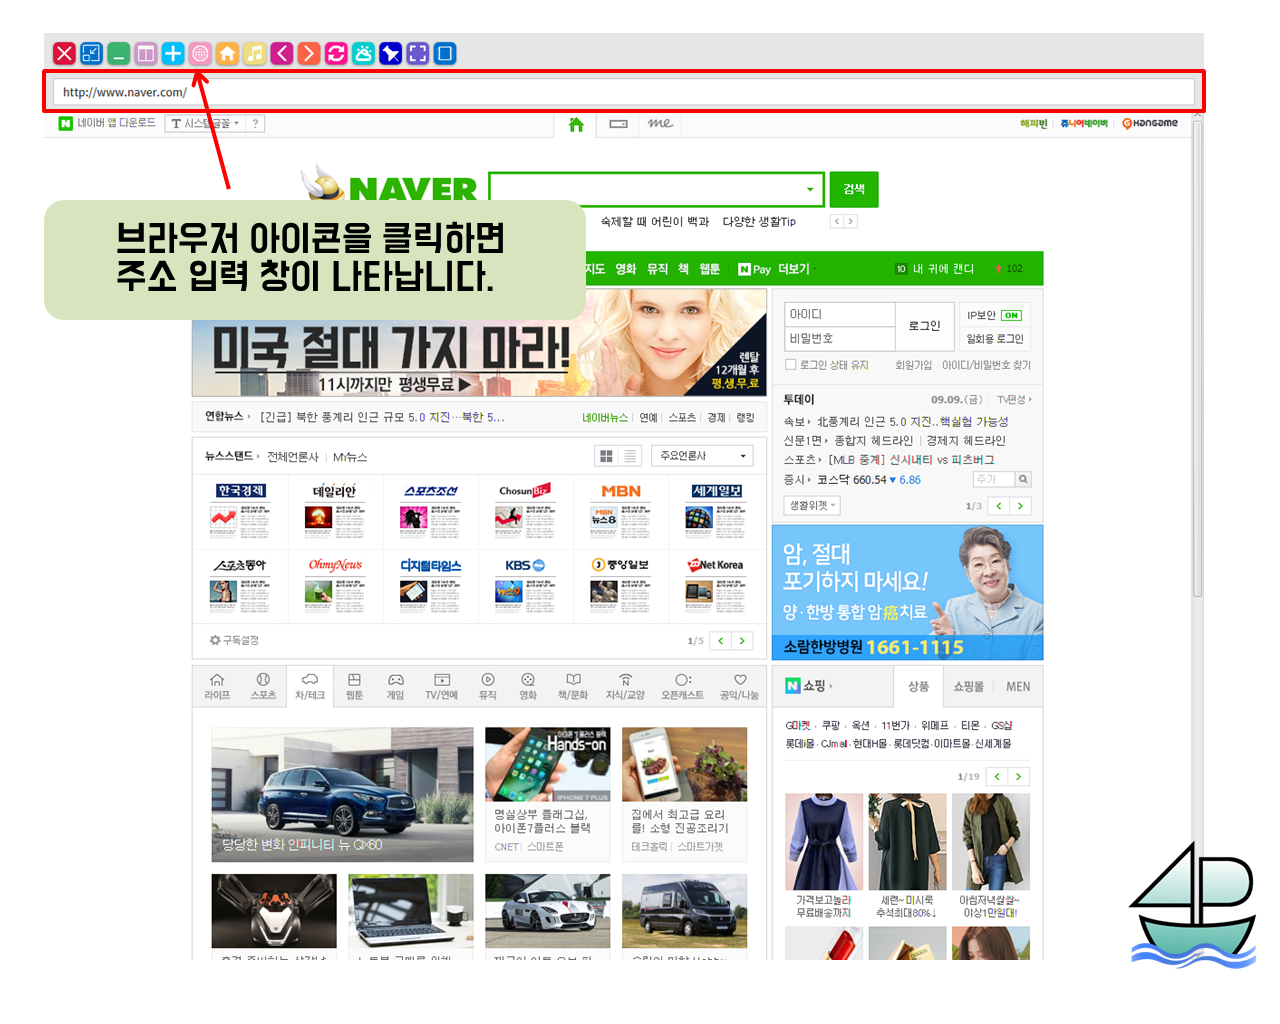 http://www.naver.com/
네이버 앱 다운로드 T 시스템글꼴 ?
me
해피빈 쥬니어네이버 Hangame
NAVER 검색
숙제할 때 어린이 백과 다양한 생활Tip
브라우저 아이콘을 클릭하면
주소 입력 창이 나타납니다.
지도 영화 뮤직 책 웹툰 N Pay 더보기
10 내 귀에 캔디 102
미국 절대 가지 마라!
11시까지만 평생무료
렌탈
12개월 후
평.생.무.료
아이디
비밀번호
로그인
IP보안 ON
일회용 로그인
로그인 상태 유지 회원가입 아이디/비밀번호 찾기
연합뉴스 [긴급] 북한 풍계리 인근 규모 5.0 지진…북한 5...
네이버뉴스 연예 스포츠 경제 랭킹
투데이 09.09.(금) TV편성
속보 北풍계리 인근 5.0 지진..핵실험 가능성
신문1면 종합지 헤드라인 경제지 헤드라인
스포츠 [MLB 중계] 신시내티 vs 피츠버그
증시 코스닥 660.54 ▼ 6.86 주가
생활위젯 1/3
뉴스스탠드 전체언론사 MY뉴스 주요언론사
한국경제 데일리안 스포츠조선 ChosunBiz MBN 세계일보
MBN
뉴스8
스포츠동아 OhmyNews 디지털타임스 KBS 중앙일보 ZDNet Korea
뉴스9
구독설정 1/5
암, 절대
포기하지 마세요!
양·한방 통합 암癌치료
소람한방병원 1661-1115
라이프 스포츠 차/테크 웹툰 게임 TV/연예 뮤직 영화 책/문화 지식/교양 오픈캐스트 공익/나눔
N 쇼핑 상품 쇼핑몰 MEN
G마켓 · 쿠팡 · 옥션 · 11번가 · 위메프 · 티몬 · GS샵
롯데i몰·CJmall·현대H몰·롯데닷컴·이마트몰·신세계몰
1/19
당당한 변화 인피니티 뉴 QX60
아이폰 7 플러스 블랙
Hands-on
IPHONE 7 PLUS
명실상부 플래그십,
아이폰7플러스 블랙
CNET 스마트폰
집에서 최고급 요리
를! 소형 진공조리기
테크홀릭 스마트가젯
가격보고놀라
무료배송까지
세련~미시룩
추석최대80%↓
아침저녁쌀쌀~
야상1만원대!